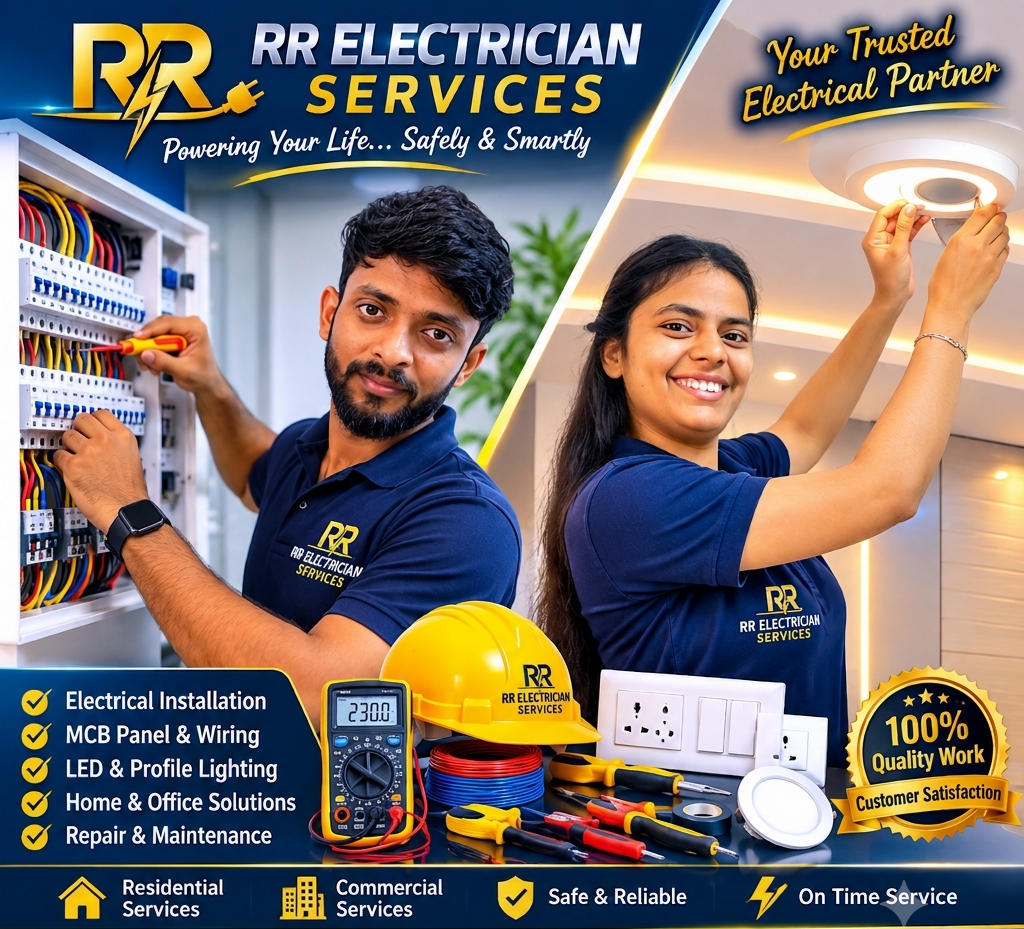 RR
RR ELECTRICIAN
SERVICES
Powering Your Life... Safely & Smartly
Your Trusted
Electrical Partner
RR
RR ELECTRICIAN
SERVICES
RR
RR ELECTRICIAN
SERVICES
RR
RR ELECTRICIAN
SERVICES
230.0
Electrical Installation
MCB Panel & Wiring
LED & Profile Lighting
Home & Office Solutions
Repair & Maintenance
100%
Quality Work
Customer Satisfaction
Residential
Services
Commercial
Services
Safe & Reliable
On Time Service